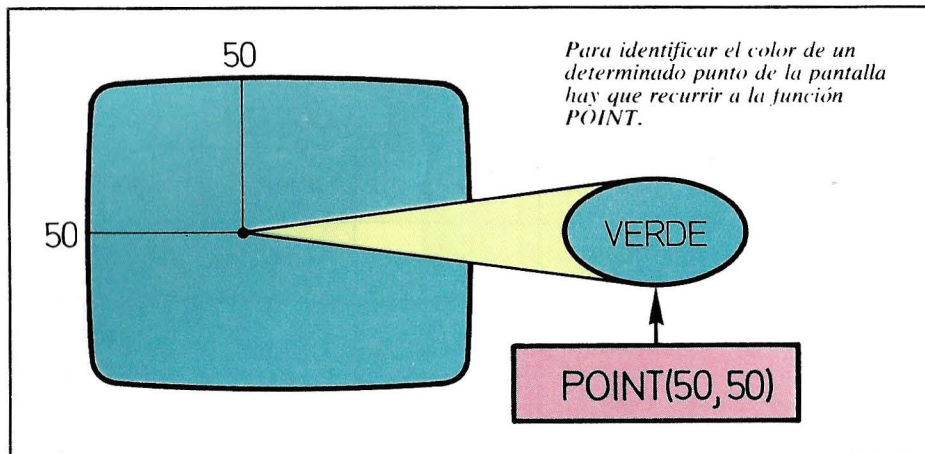 50
Para identificar el color de un
determinado punto de la pantalla
hay que recurrir a la función
POINT.
50
VERDE
POINT(50,50)